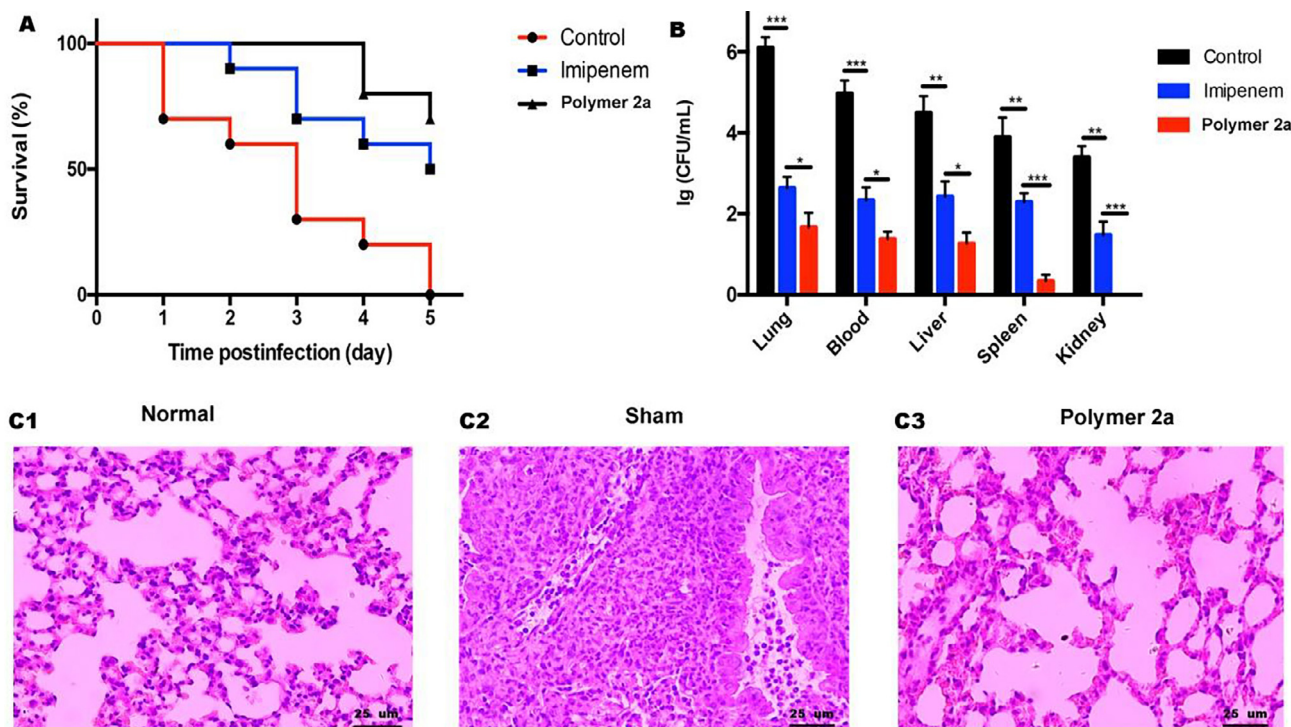 A
Survival (%)
100
50
0
0 1 2 3 4 5
Time postinfection (day)
Control
Imipenem
Polymer 2a
B
lg (CFU/mL)
6
4
2
0
*** *** ** ** **
* * * *** ***
Lung Blood Liver Spleen Kidney
Control
Imipenem
Polymer 2a
C1 Normal
25 um
C2 Sham
25 um
C3 Polymer 2a
25 um